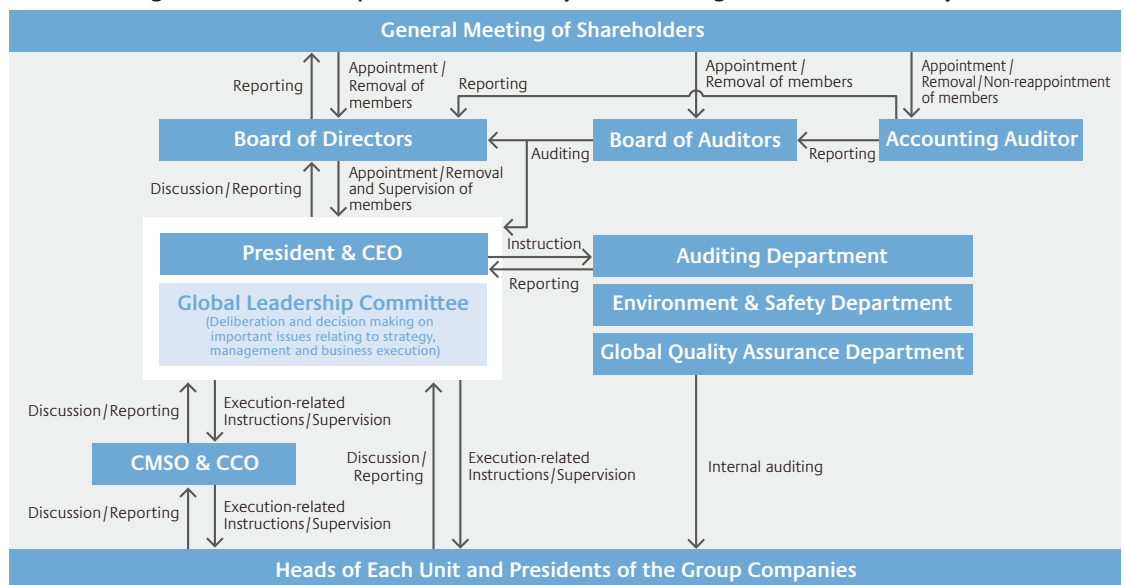 General Meeting of Shareholders
Reporting
Appointment /
Removal of
members
Reporting
Appointment /
Removal of members
Appointment /
Removal/Non-reappointment
of members
Board of Directors
Auditing
Board of Auditors
Reporting
Accounting Auditor
Discussion/Reporting
Appointment/Removal
and Supervision of
members
President & CEO
Instruction
Reporting
Auditing Department
Global Leadership Committee
(Deliberation and decision making on
important issues relating to strategy,
management and business execution)
Environment & Safety Department
Global Quality Assurance Department
Discussion/Reporting
Execution-related
Instructions/Supervision
CMSO & CCO
Discussion/
Reporting
Execution-related
Instructions/Supervision
Internal auditing
Discussion/Reporting
Execution-related
Instructions/Supervision
Heads of Each Unit and Presidents of the Group Companies